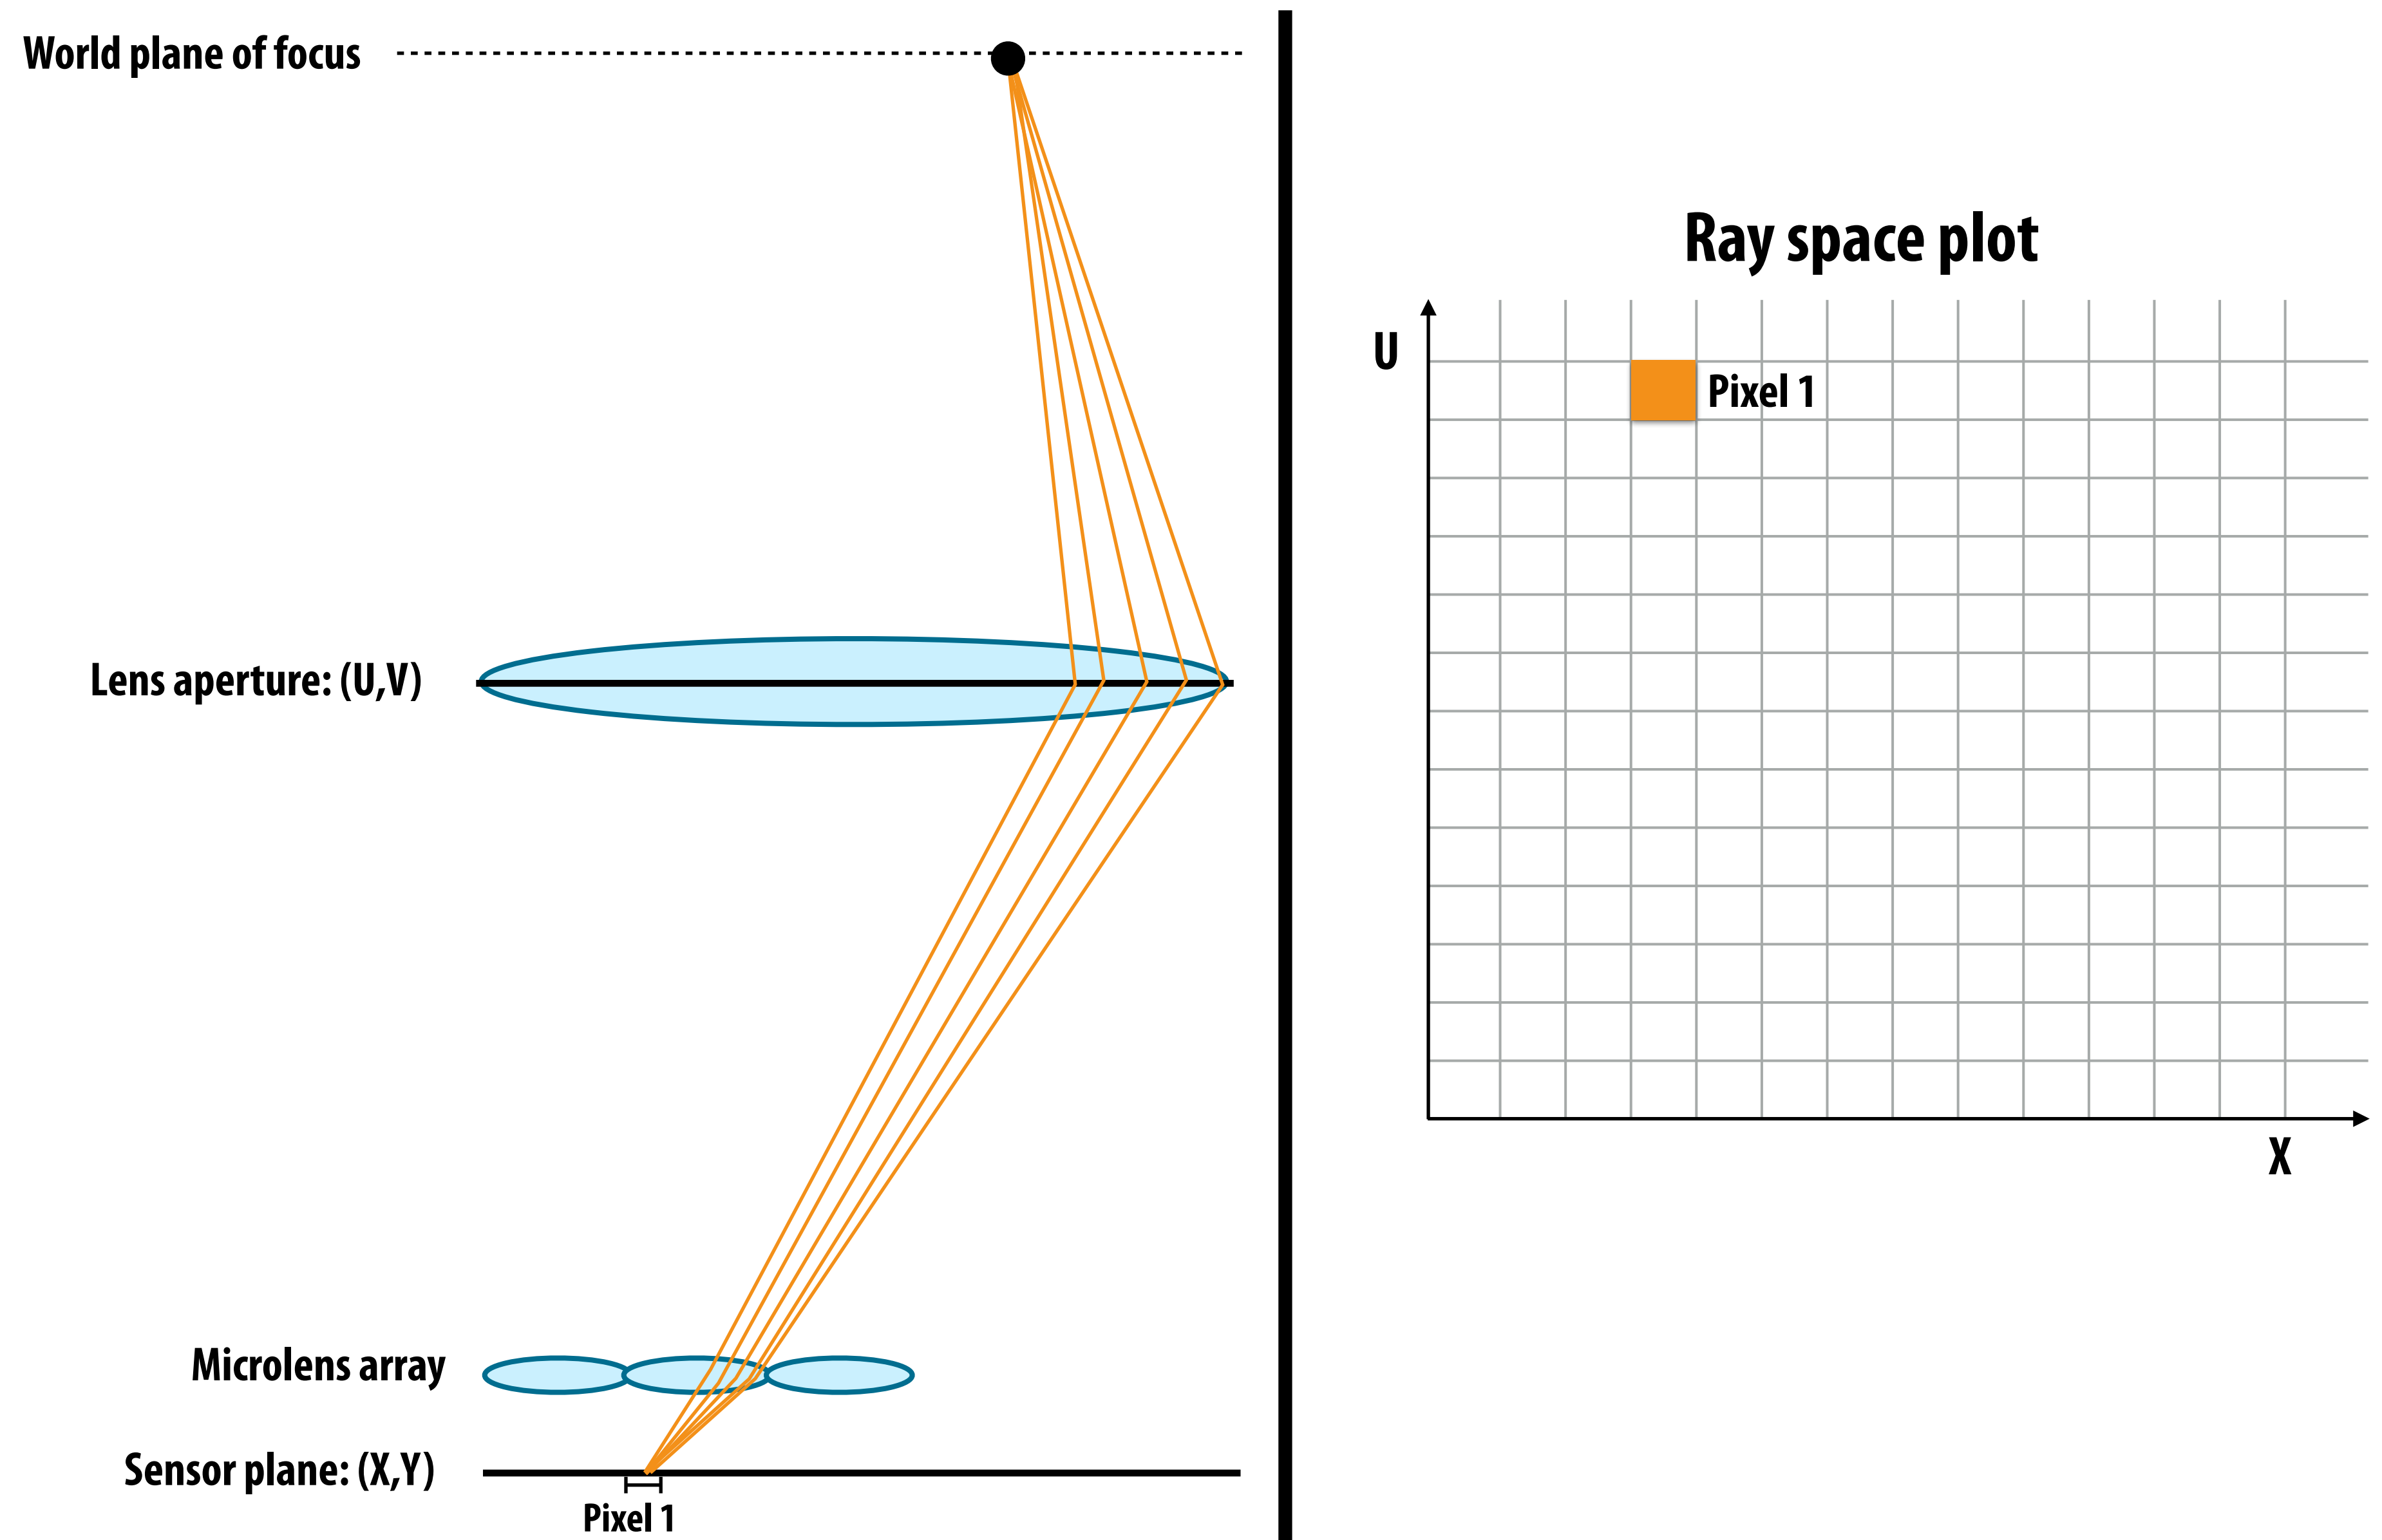 World plane of focus
Ray space plot
U
Pixel 1
Lens aperture: (U,V)
X
Microlens array
Sensor plane: (X,Y)
Pixel 1